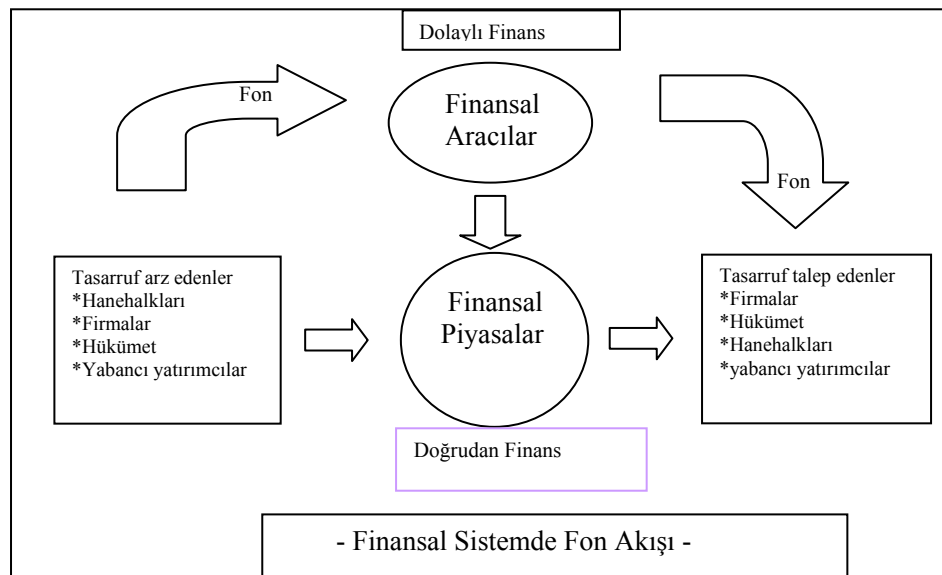 Dolaylı Finans
Fon
Finansal
Aracılar
Fon
Tasarruf arz edenler
*Hanehalkları
*Firmalar
*Hükümet
*Yabancı yatırımcılar
Finansal
Piyasalar
Tasarruf talep edenler
*Firmalar
*Hükümet
*Hanehalkları
*yabancı yatırımcılar
Doğrudan Finans
- Finansal Sistemde Fon Akışı -